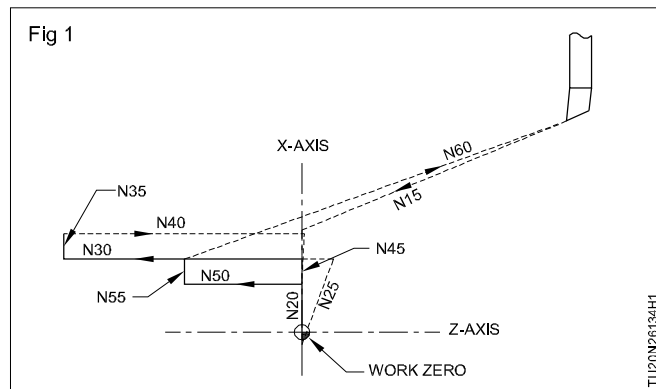 Fig 1
X-AXIS
N60
N15
N35
N40
N30
N45
N50
N55
N20
N25
Z-AXIS
WORK ZERO
TU20N26134H1